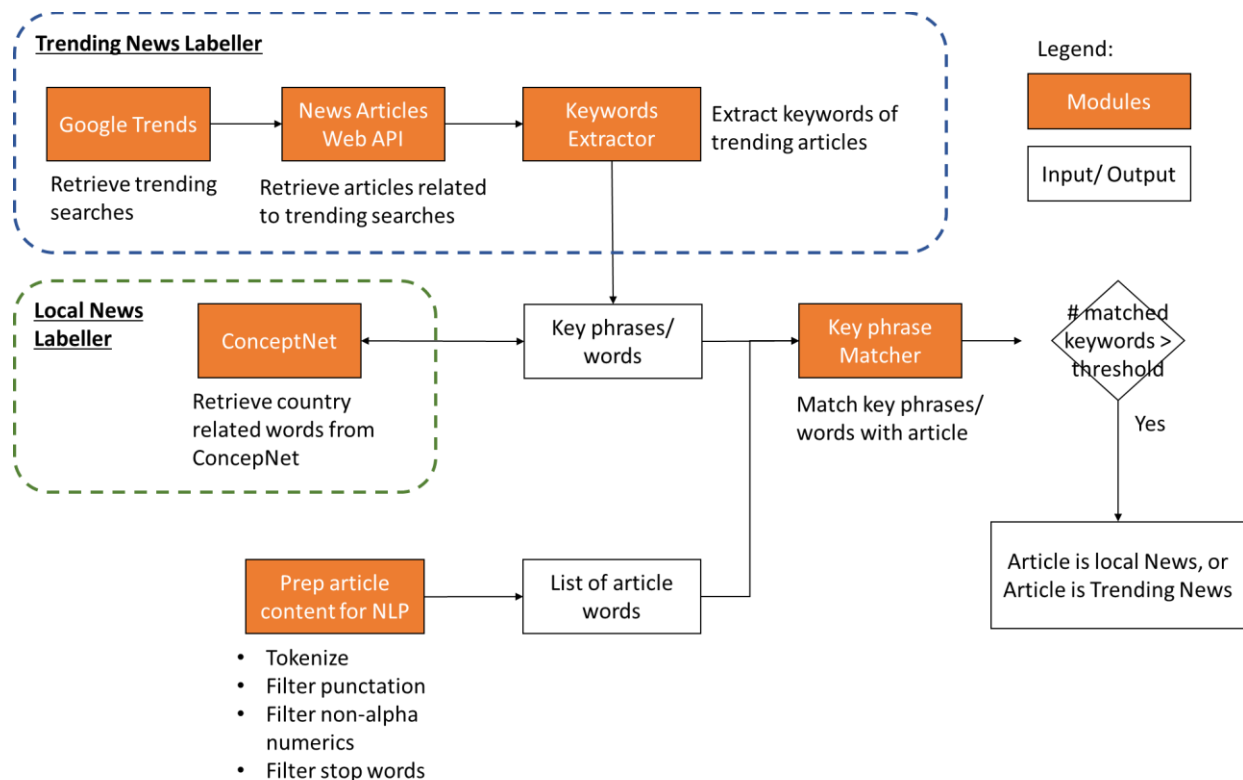 Trending News Labeller
Google Trends
Retrieve trending
searches
News Articles
Web API
Retrieve articles related
to trending searches
Keywords
Extractor
Extract keywords of
trending articles
Legend:
Modules
Input/ Output
Local News
Labeller
ConceptNet
Retrieve country
related words from
ConcepNet
Key phrases/
words
Key phrase
Matcher
Match key phrases/
words with article
# matched
keywords >
threshold
Yes
Article is local News, or
Article is Trending News
Prep article
content for NLP
• Tokenize
• Filter punctation
• Filter non-alpha
numerics
• Filter stop words
List of article
words